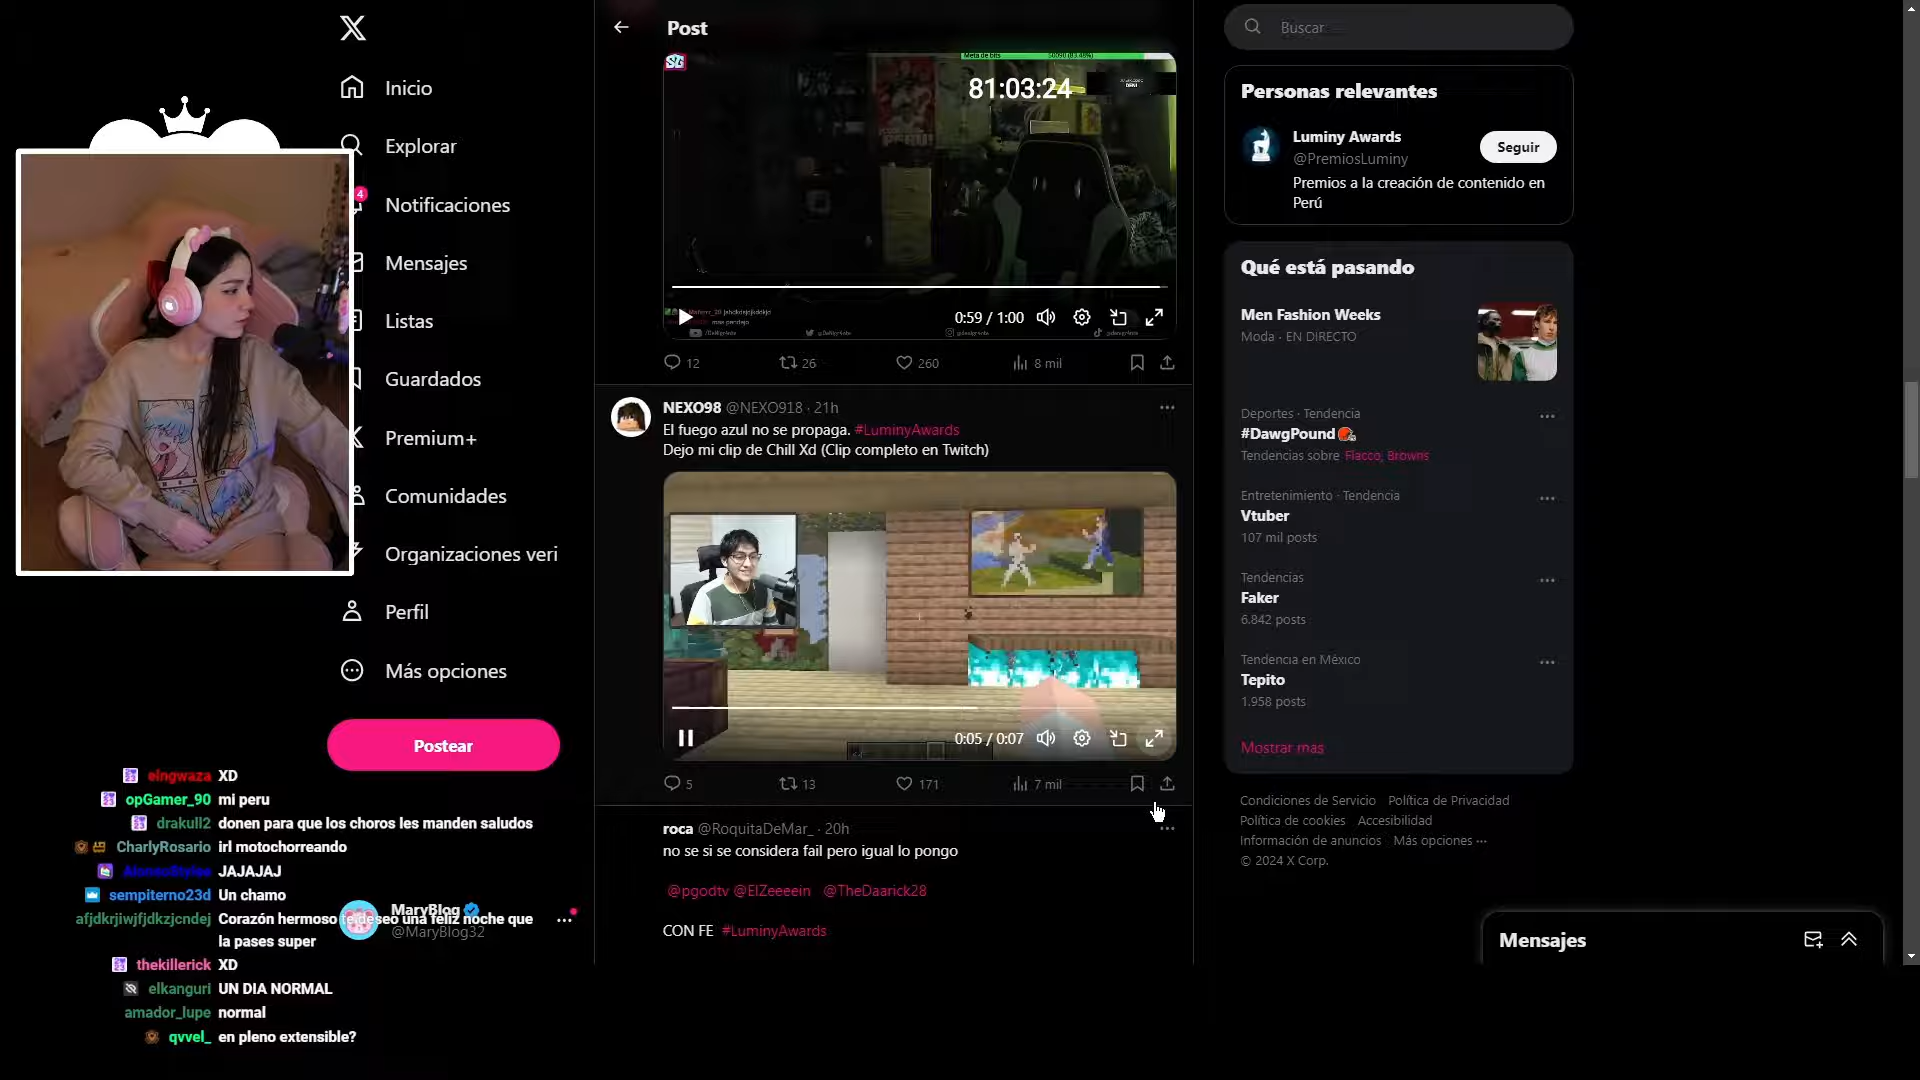 Inicio
Explorar
4
Notificaciones
Mensajes
Listas
Guardados
Premium+
Comunidades
Organizaciones veri
Perfil
Más opciones
Postear
MaryBlog
@MaryBlog32
elngwaza XD
opGamer_90 mi peru
drakull2 donen para que los choros les manden saludos
CharlyRosario irl motochorreando
JAJAJAJ
sempiterno23d Un chamo
afjdkrjiwjfjdkzjcndej Corazón hermoso te deseo una feliz noche que
la pases super
thekillerick XD
elkanguri UN DIA NORMAL
amador_lupe normal
qvvel_ en pleno extensible?
Post
SG
Meta de bits
81:03:24
0:59 / 1:00
12
26
260
8 mil
NEXO98 @NEXO918 · 21h
El fuego azul no se propaga. #LuminyAwards
Dejo mi clip de Chill Xd (Clip completo en Twitch)
0:05 / 0:07
5
13
171
7 mil
roca @RoquitaDeMar_ · 20h
no se si se considera fail pero igual lo pongo
@pgodtv @ElZeeeein @TheDaarick28
CON FE #LuminyAwards
Buscar
Personas relevantes
Luminy Awards
@PremiosLuminy
Seguir
Premios a la creación de contenido en
Perú
Qué está pasando
Men Fashion Weeks
Moda · EN DIRECTO
Deportes · Tendencia
#DawgPound
Tendencias sobre Flacco, Browns
Entretenimiento · Tendencia
Vtuber
107 mil posts
Tendencias
Faker
6.842 posts
Tendencia en México
Tepito
1.958 posts
Mostrar más
Condiciones de Servicio Política de Privacidad
Política de cookies Accesibilidad
Información de anuncios Más opciones ···
© 2024 X Corp.
Mensajes